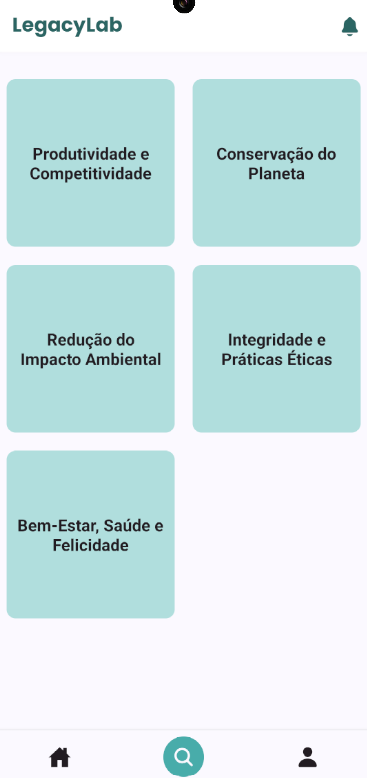 LegacyLab
Produtividade e
Competitividade
Conservação do
Planeta
Redução do
Impacto Ambiental
Integridade e
Práticas Éticas
Bem-Estar, Saúde e
Felicidade